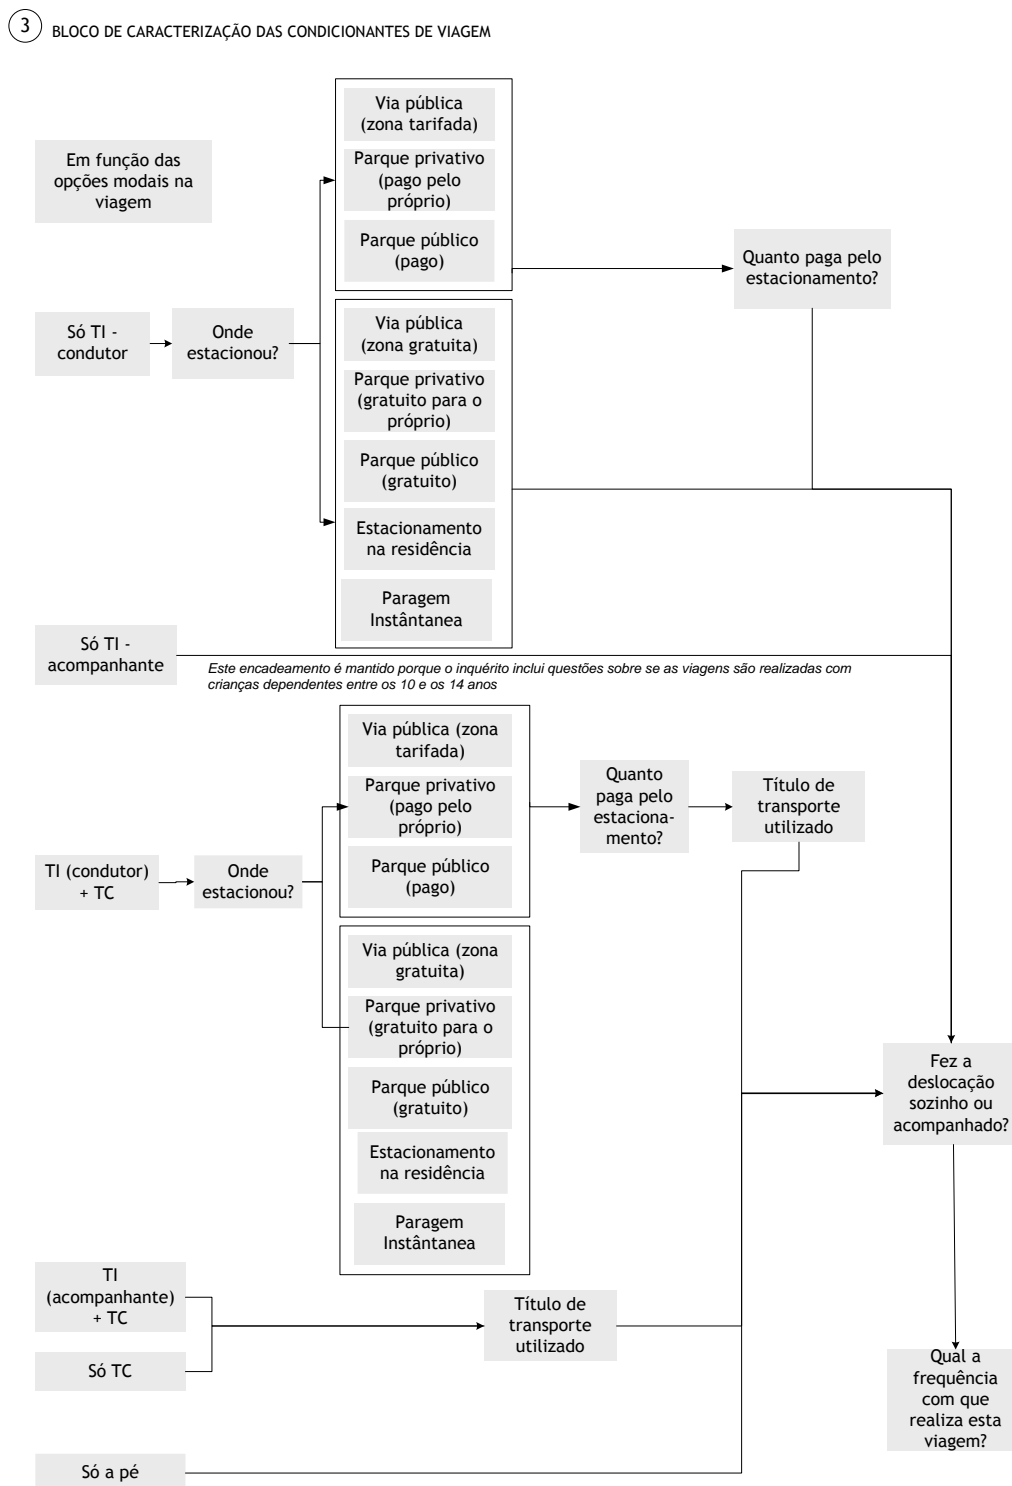 3 BLOCO DE CARACTERIZAÇÃO DAS CONDICIONANTES DE VIAGEM
Em função das
opções modais na
viagem
Via pública
(zona tarifada)
Parque privativo
(pago pelo
próprio)
Parque público
(pago)
Quanto paga pelo
estacionamento?
Só TI -
condutor
Onde
estacionou?
Via pública
(zona gratuita)
Parque privativo
(gratuito para o
próprio)
Parque público
(gratuito)
Estacionamento
na residência
Paragem
Instântanea
Só TI -
acompanhante
Este encadeamento é mantido porque o inquérito inclui questões sobre se as viagens são realizadas com
crianças dependentes entre os 10 e os 14 anos
Via pública (zona
tarifada)
Parque privativo
(pago pelo
próprio)
Parque público
(pago)
Quanto
paga pelo
estaciona-
mento?
Título de
transporte
utilizado
TI (condutor)
+ TC
Onde
estacionou?
Via pública (zona
gratuita)
Parque privativo
(gratuito para o
próprio)
Parque público
(gratuito)
Estacionamento
na residência
Paragem
Instântanea
Fez a
deslocação
sozinho ou
acompanhado?
TI
(acompanhante)
+ TC
Só TC
Título de
transporte
utilizado
Qual a
frequência
com que
realiza esta
viagem?
Só a pé